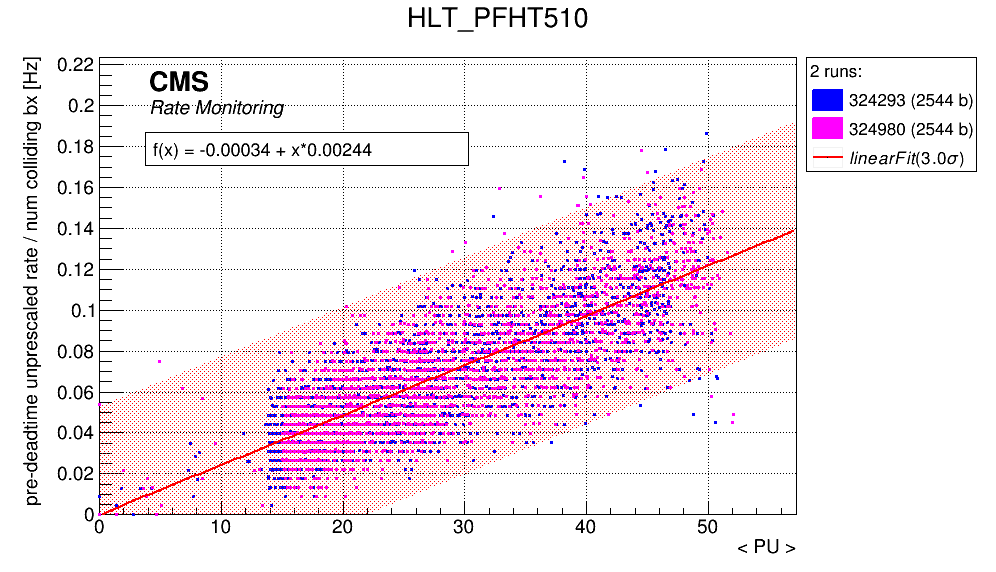 HLT_PFHT510
pre-deadtime unprescaled rate / num colliding bx [Hz]
0.22
0.2
0.18
0.16
0.14
0.12
0.1
0.08
0.06
0.04
0.02
0
CMS
Rate Monitoring
f(x) = -0.00034 + x*0.00244
2 runs:
324293 (2544 b)
324980 (2544 b)
linearFit(3.0σ)
0 10 20 30 40 50
< PU >